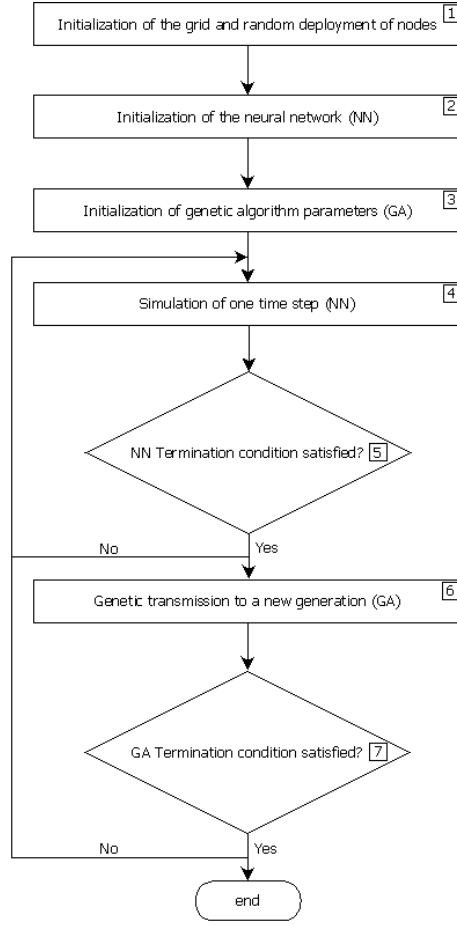 1
Initialization of the grid and random deployment of nodes
2
Initialization of the neural network (NN)
3
Initialization of genetic algorithm parameters (GA)
4
Simulation of one time step (NN)
NN Termination condition satisfied? 5
No
Yes
6
Genetic transmission to a new generation (GA)
GA Termination condition satisfied? 7
No
Yes
end